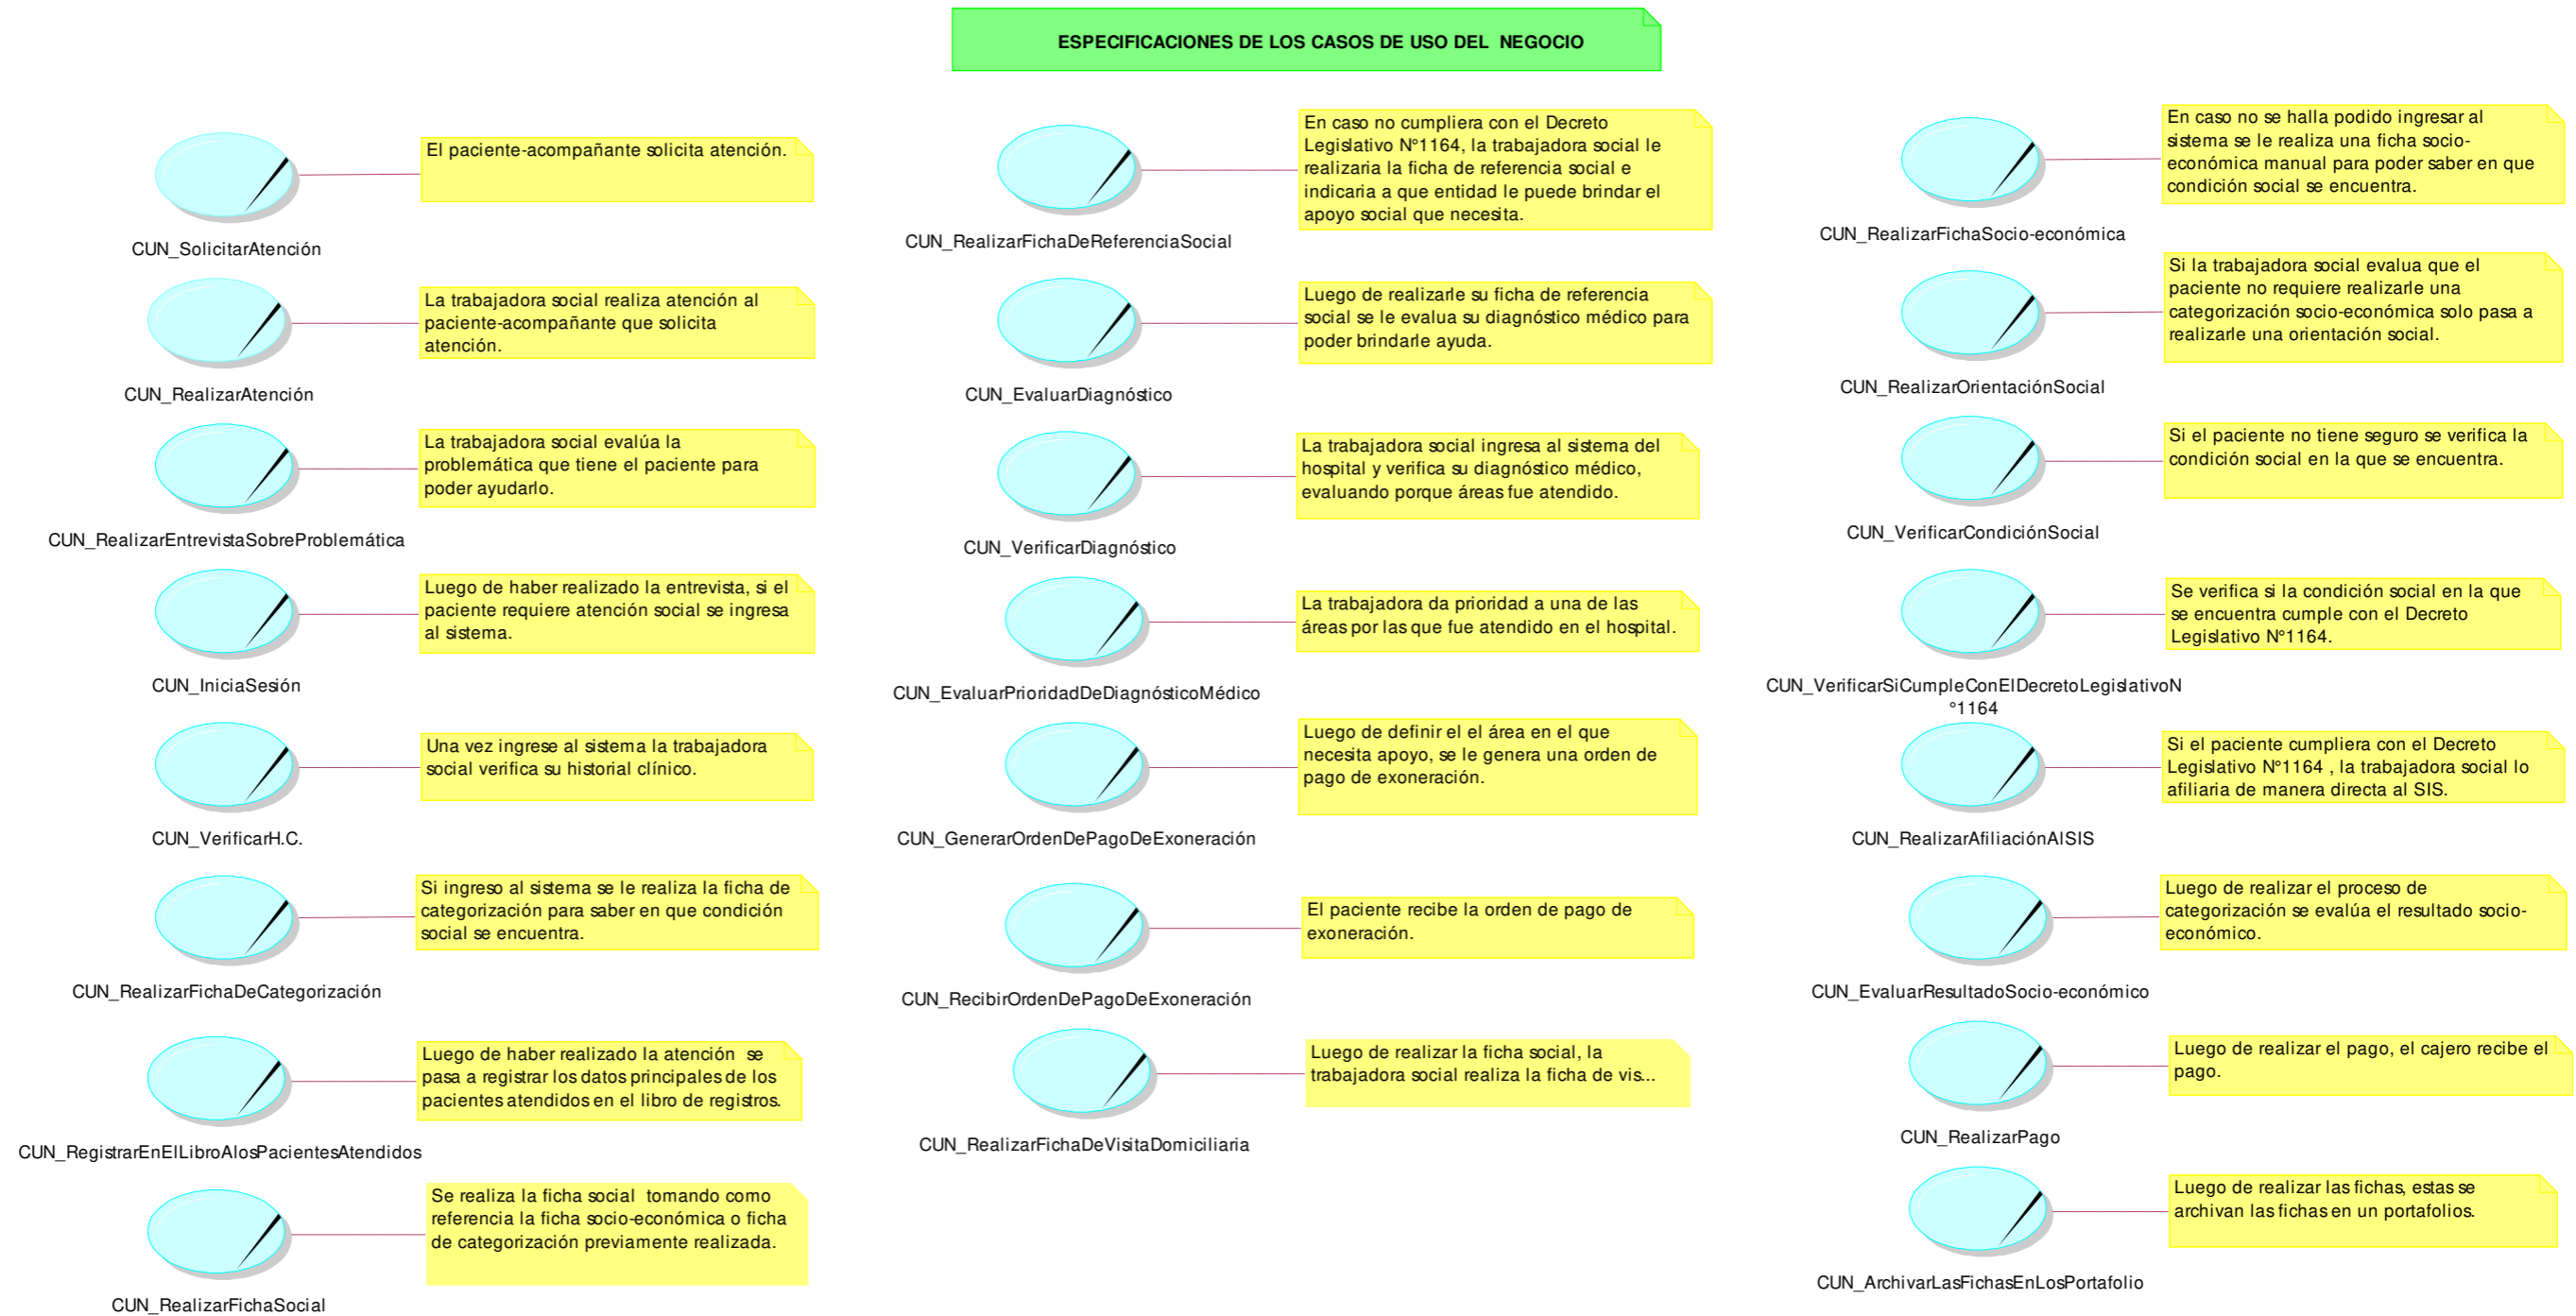 ESPECIFICACIONES DE LOS CASOS DE USO DEL  NEGOCIO
El paciente-acompañante solicita atención.
CUN_SolicitarAtención
La trabajadora social realiza atención al
paciente-acompañante que solicita
atención.
CUN_RealizarAtención
La trabajadora social evalúa la
problemática que tiene el paciente para
poder ayudarlo.
CUN_RealizarEntrevistaSobreProblemática
Luego de haber realizado la entrevista, si el
paciente requiere atención social se ingresa
al sistema.
CUN_IniciaSesión
Una vez ingrese al sistema la trabajadora
social verifica su historial clínico.
CUN_VerificarH.C.
Si ingreso al sistema se le realiza la ficha de
categorización para saber en que condición
social se encuentra.
CUN_RealizarFichaDeCategorización
Luego de haber realizado la atención  se
pasa a registrar los datos principales de los
pacientes atendidos en el libro de registros.
CUN_RegistrarEnElLibroAlosPacientesAtendidos
Se realiza la ficha social  tomando como
referencia la ficha socio-económica o ficha
de categorización previamente realizada.
CUN_RealizarFichaSocial
En caso no cumpliera con el Decreto
Legislativo N°1164, la trabajadora social le
realizaria la ficha de referencia social e
indicaria a que entidad le puede brindar el
apoyo social que necesita.
CUN_RealizarFichaDeReferenciaSocial
Luego de realizarle su ficha de referencia
social se le evalua su diagnóstico médico para
poder brindarle ayuda.
CUN_EvaluarDiagnóstico
La trabajadora social ingresa al sistema del
hospital y verifica su diagnóstico médico,
evaluando porque áreas fue atendido.
CUN_VerificarDiagnóstico
La trabajadora da prioridad a una de las
áreas por las que fue atendido en el hospital.
CUN_EvaluarPrioridadDeDiagnósticoMédico
Luego de definir el el área en el que
necesita apoyo, se le genera una orden de
pago de exoneración.
CUN_GenerarOrdenDePagoDeExoneración
El paciente recibe la orden de pago de
exoneración.
CUN_RecibirOrdenDePagoDeExoneración
Luego de realizar la ficha social, la
trabajadora social realiza la ficha de vis...
CUN_RealizarFichaDeVisitaDomiciliaria
En caso no se halla podido ingresar al
sistema se le realiza una ficha socio-
económica manual para poder saber en que
condición social se encuentra.
CUN_RealizarFichaSocio-económica
Si la trabajadora social evalua que el
paciente no requiere realizarle una
categorización socio-económica solo pasa a
realizarle una orientación social.
CUN_RealizarOrientaciónSocial
Si el paciente no tiene seguro se verifica la
condición social en la que se encuentra.
CUN_VerificarCondiciónSocial
Se verifica si la condición social en la que
se encuentra cumple con el Decreto
Legislativo N°1164.
CUN_VerificarSiCumpleConElDecretoLegislativoN
°1164
Si el paciente cumpliera con el Decreto
Legislativo N°1164 , la trabajadora social lo
afiliaria de manera directa al SIS.
CUN_RealizarAfiliaciónAlSIS
Luego de realizar el proceso de
categorización se evalúa el resultado socio-
económico.
CUN_EvaluarResultadoSocio-económico
Luego de realizar el pago, el cajero recibe el
pago.
CUN_RealizarPago
Luego de realizar las fichas, estas se
archivan las fichas en un portafolios.
CUN_ArchivarLasFichasEnLosPortafolio